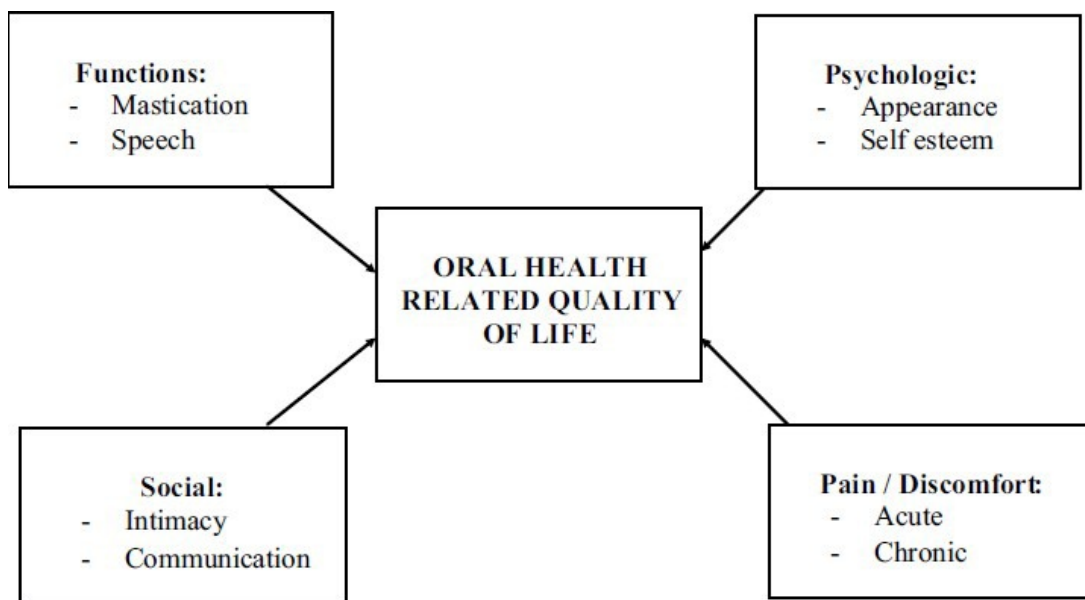 Functions:
- Mastication
- Speech
Psychologic:
- Appearance
- Self esteem
ORAL HEALTH
RELATED QUALITY
OF LIFE
Social:
- Intimacy
- Communication
Pain / Discomfort:
- Acute
- Chronic